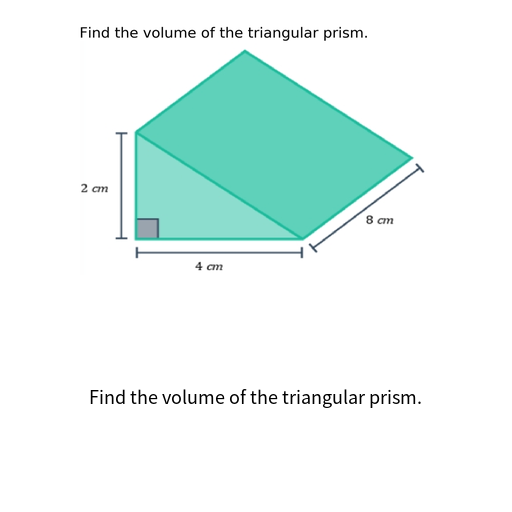 Find the volume of the triangular prism.
2 cm
8 cm
4 cm
Find the volume of the triangular prism.